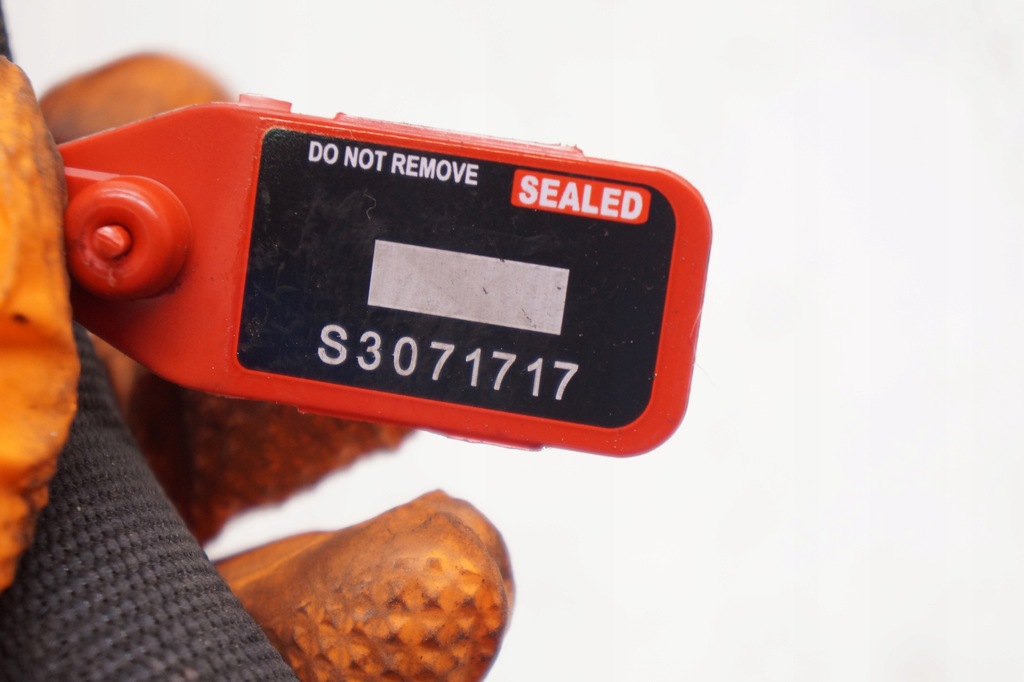 DO NOT REMOVE
SEALED
S3071717